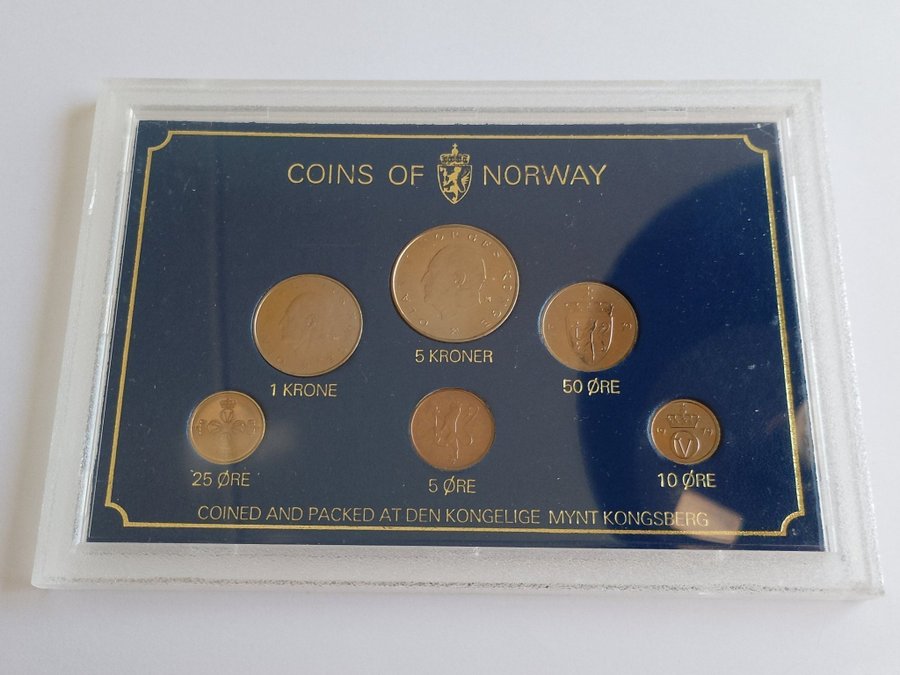 COINS OF NORWAY
5 KRONER
1 KRONE
50 ØRE
25 ØRE
5 ØRE
10 ØRE
COINED AND PACKED AT DEN KONGELIGE MYNT KONGSBERG